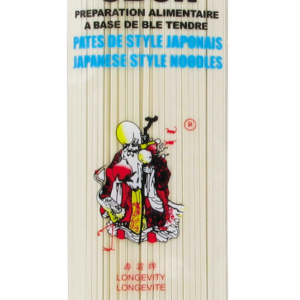 PREPARATION ALIMENTAIRE
A BASE DE BLE TENDRE
PATES DE STYLE JAPONAIS
JAPANESE STYLE NOODLES
®
LONGEVITY
LONGEVITE